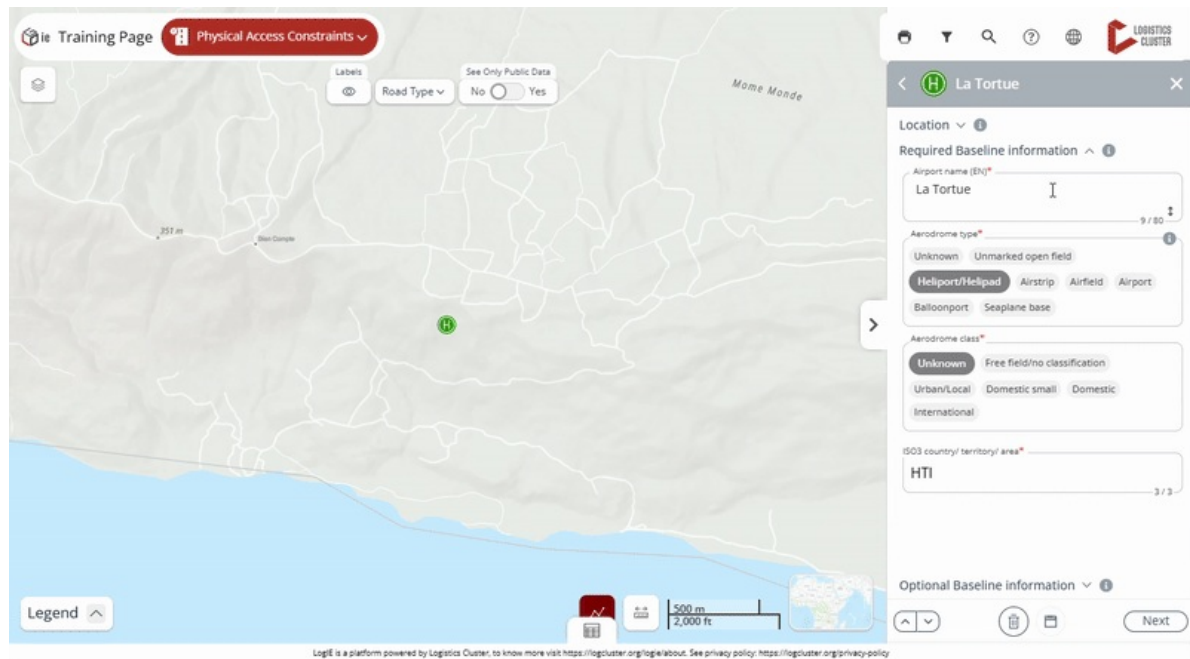 ie Training Page
Physical Access Constraints
LOGISTICS
CLUSTER
Labels
Road Type
See Only Public Data
No Yes
Morne Monde
351 m
H
H La Tortue
Location
Required Baseline information
Airport name (EN)*
La Tortue
9 / 80
Aerodrome type*
Unknown Unmarked open field
Heliport/Helipad Airstrip Airfield Airport
Balloonport Seaplane base
Aerodrome class*
Unknown Free field/no classification
Urban/Local Domestic small Domestic
International
ISO3 country/ territory/ area*
HTI
3 / 3
Optional Baseline information
Next
Legend
500 m
2,000 ft
LogIE is a platform powered by Logistics Cluster, to know more visit https://logcluster.org/logie/about. See privacy policy: https://logcluster.org/privacy-policy